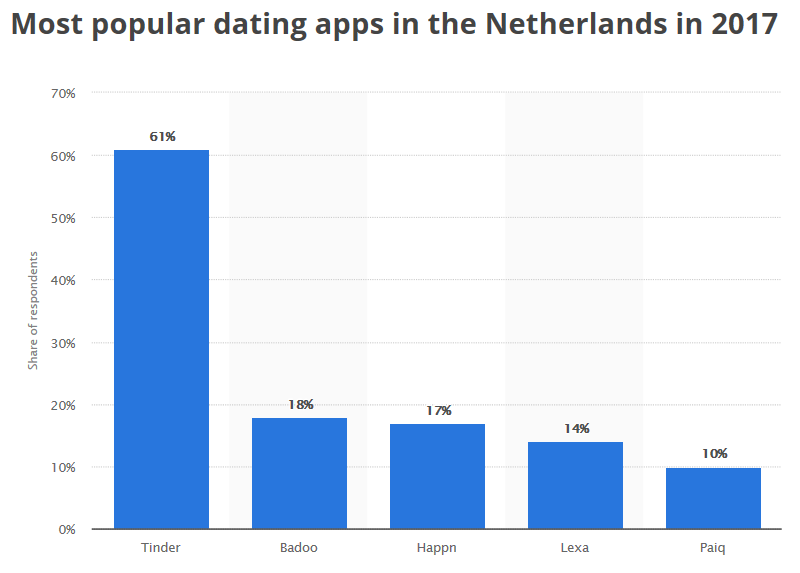 Most popular dating apps in the Netherlands in 2017
70%
60%
50%
40%
30%
20%
10%
0%
Share of respondents
61%
18%
17%
14%
10%
Tinder
Badoo
Happn
Lexa
Paiq